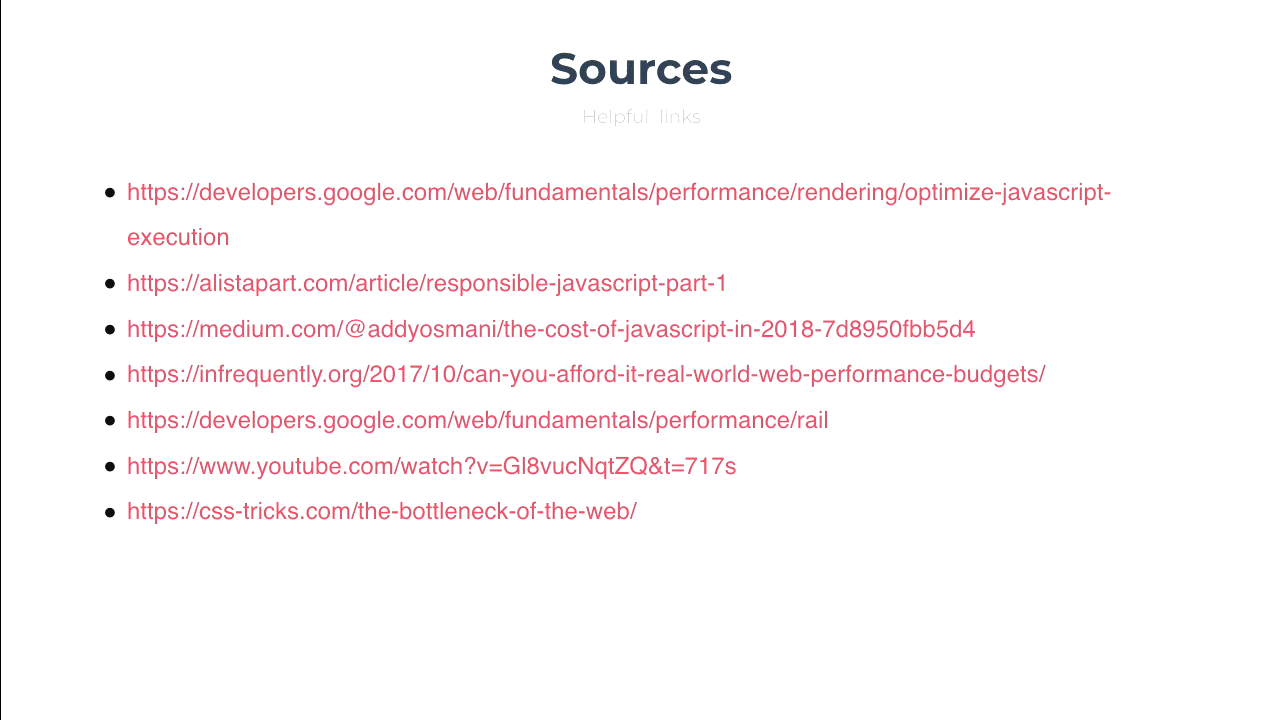 Sources
Helpful links
https://developers.google.com/web/fundamentals/performance/rendering/optimize-javascript-
execution
https://alistapart.com/article/responsible-javascript-part-1
https://medium.com/@addyosmani/the-cost-of-javascript-in-2018-7d8950fbb5d4
https://infrequently.org/2017/10/can-you-afford-it-real-world-web-performance-budgets/
https://developers.google.com/web/fundamentals/performance/rail
https://www.youtube.com/watch?v=Gl8vucNqtZQ&t=717s
https://css-tricks.com/the-bottleneck-of-the-web/